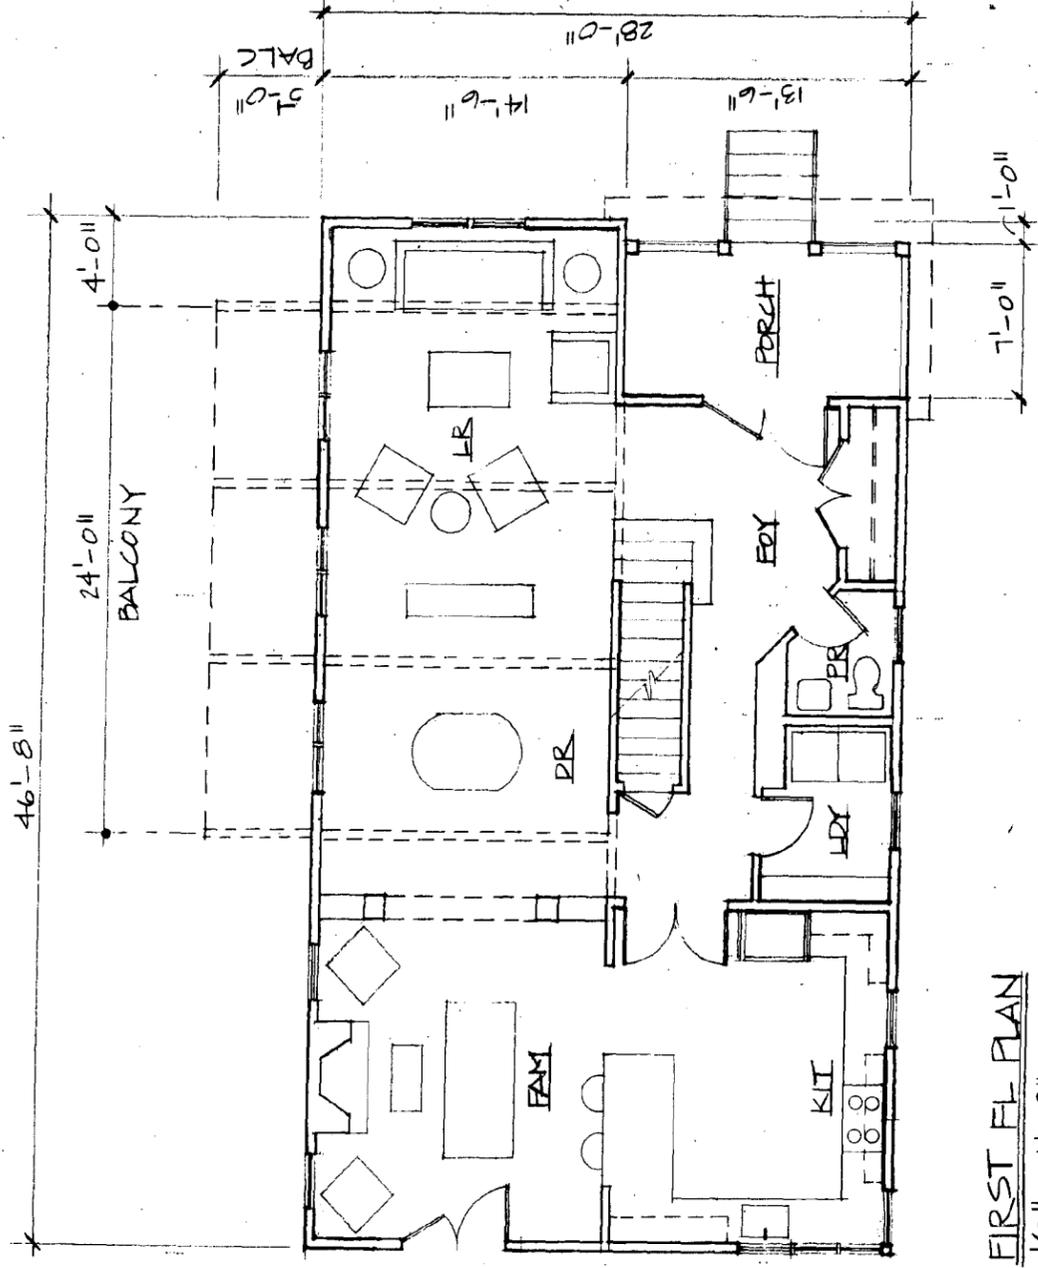 28'-0"
BALC
5'-0"
14'-6"
13'-6"
1'-0"
7'-0"
4'-0"
24'-0"
BALCONY
46'-8"
PORCH
LR
FOY
PR
DR
LDY
FAM
KIT
FIRST FL PLAN